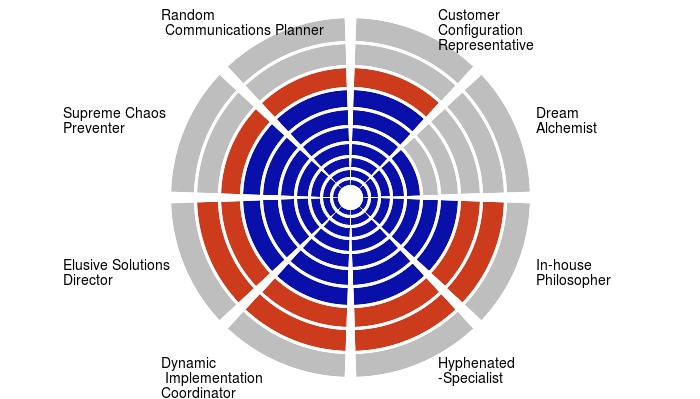 Random
Communications Planner
Customer
Configuration
Representative
Supreme Chaos
Preventer
Dream
Alchemist
Elusive Solutions
Director
In-house
Philosopher
Dynamic
Implementation
Coordinator
Hyphenated
-Specialist